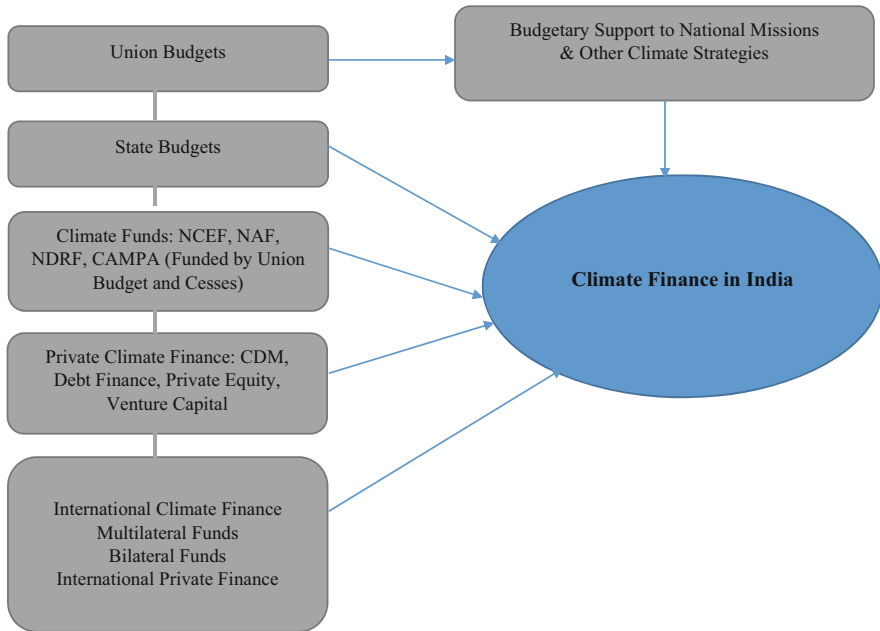 Union Budgets
Budgetary Support to National Missions
& Other Climate Strategies
State Budgets
Climate Funds: NCEF, NAF,
NDRF, CAMPA (Funded by Union
Budget and Cesses)
Climate Finance in India
Private Climate Finance: CDM,
Debt Finance, Private Equity,
Venture Capital
International Climate Finance
Multilateral Funds
Bilateral Funds
International Private Finance